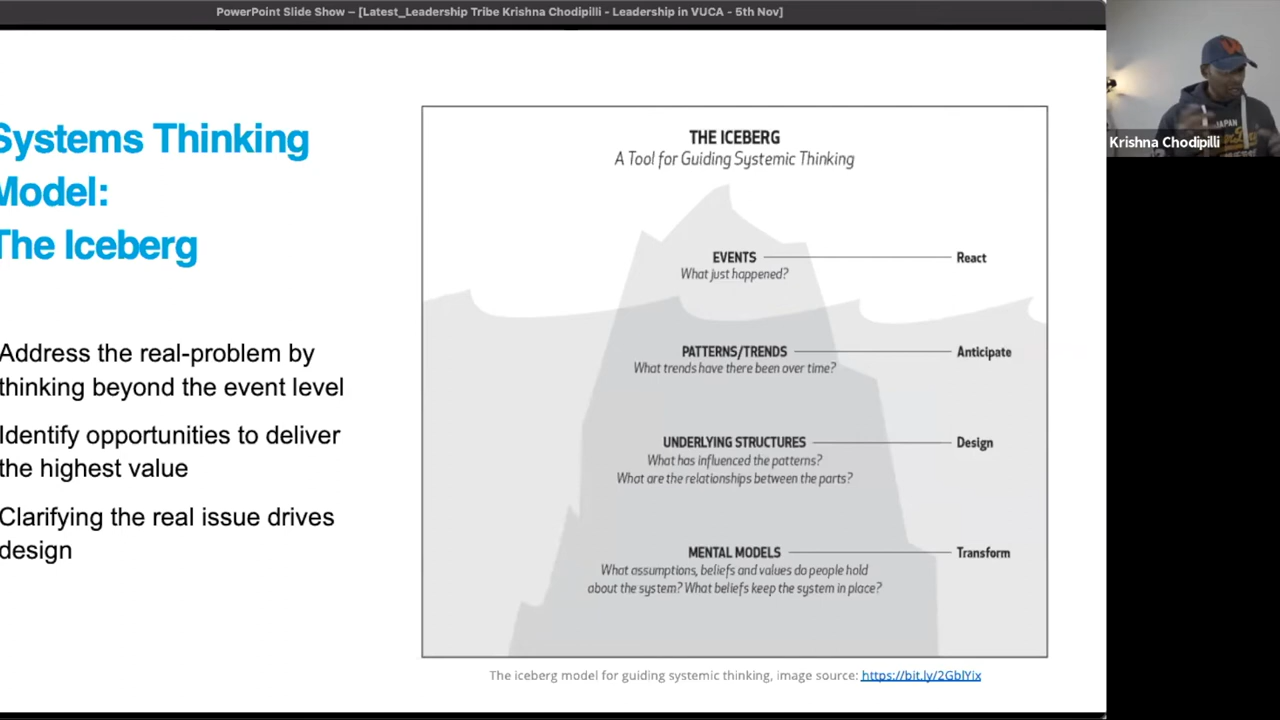 PowerPoint Slide Show – [Latest_Leadership Tribe Krishna Chodipilli - Leadership in VUCA - 5th Nov]
Systems Thinking
Model:
The Iceberg
Address the real-problem by
thinking beyond the event level
Identify opportunities to deliver
the highest value
Clarifying the real issue drives
design
THE ICEBERG
A Tool for Guiding Systemic Thinking
EVENTS
React
What just happened?
PATTERNS/TRENDS
Anticipate
What trends have there been over time?
UNDERLYING STRUCTURES
Design
What has influenced the patterns?
What are the relationships between the parts?
MENTAL MODELS
Transform
What assumptions, beliefs and values do people hold
about the system? What beliefs keep the system in place?
The iceberg model for guiding systemic thinking, image source: https://bit.ly/2GblYix
JAPAN
Krishna Chodipilli